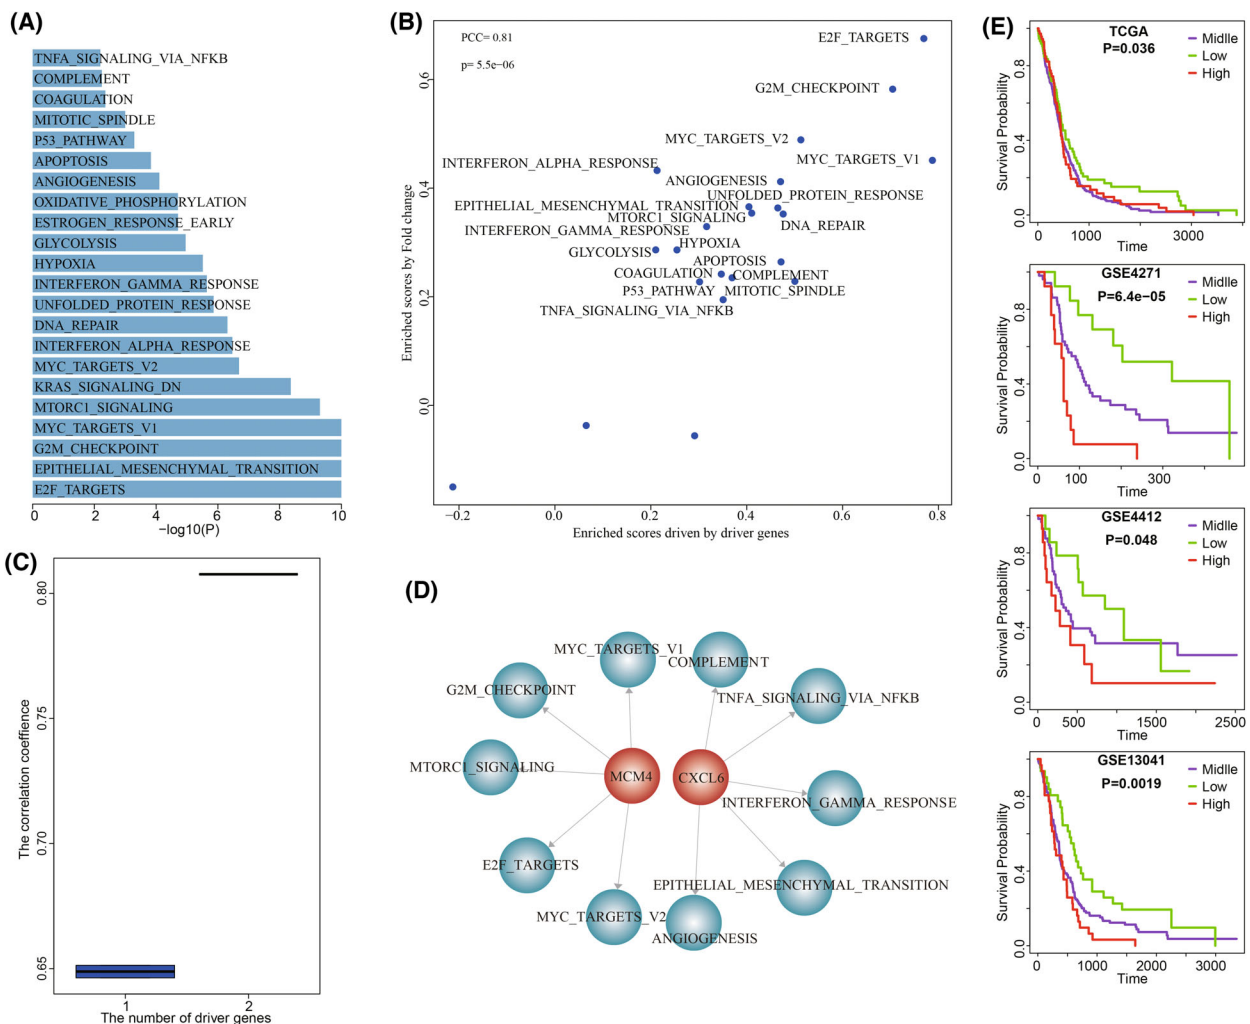 (A)
TNFA_SIGNALING_VIA_NFKB
COMPLEMENT
COAGULATION
MITOTIC_SPINDLE
P53_PATHWAY
APOPTOSIS
ANGIOGENESIS
OXIDATIVE_PHOSPHORYLATION
ESTROGEN_RESPONSE_EARLY
GLYCOLYSIS
HYPOXIA
INTERFERON_GAMMA_RESPONSE
UNFOLDED_PROTEIN_RESPONSE
DNA_REPAIR
INTERFERON_ALPHA_RESPONSE
MYC_TARGETS_V2
KRAS_SIGNALING_DN
MTORC1_SIGNALING
MYC_TARGETS_V1
G2M_CHECKPOINT
EPITHELIAL_MESENCHYMAL_TRANSITION
E2F_TARGETS
0 2 4 6 8 10
−log10(P)
(B)
PCC= 0.81
p= 5.5e−06
E2F_TARGETS
G2M_CHECKPOINT
MYC_TARGETS_V2
MYC_TARGETS_V1
INTERFERON_ALPHA_RESPONSE
ANGIOGENESIS
UNFOLDED_PROTEIN_RESPONSE
EPITHELIAL_MESENCHYMAL_TRANSITION
MTORC1_SIGNALING
DNA_REPAIR
INTERFERON_GAMMA_RESPONSE
HYPOXIA
GLYCOLYSIS
APOPTOSIS
COAGULATION
COMPLEMENT
P53_PATHWAY
MITOTIC_SPINDLE
TNFA_SIGNALING_VIA_NFKB
Enriched scores by Fold change
0.6
0.4
0.2
0.0
−0.2 0.0 0.2 0.4 0.6 0.8
Enriched scores driven by driver genes
(C)
The correlation coeffience
0.80
0.75
0.70
0.65
1 2
The number of driver genes
(D)
MYC_TARGETS_V1
COMPLEMENT
G2M_CHECKPOINT
TNFA_SIGNALING_VIA_NFKB
MTORC1_SIGNALING
MCM4
CXCL6
INTERFERON_GAMMA_RESPONSE
E2F_TARGETS
EPITHELIAL_MESENCHYMAL_TRANSITION
MYC_TARGETS_V2
ANGIOGENESIS
(E)
TCGA
P=0.036
Midlle
Low
High
Survival Probability
0.8
0.4
0.0
0 1000 3000
Time
GSE4271
P=6.4e−05
Midlle
Low
High
Survival Probability
0.8
0.4
0.0
0 100 300
Time
GSE4412
P=0.048
Midlle
Low
High
Survival Probability
0.8
0.4
0.0
0 500 1500 2500
Time
GSE13041
P=0.0019
Midlle
Low
High
Survival Probability
0.8
0.4
0.0
0 1000 2000 3000
Time